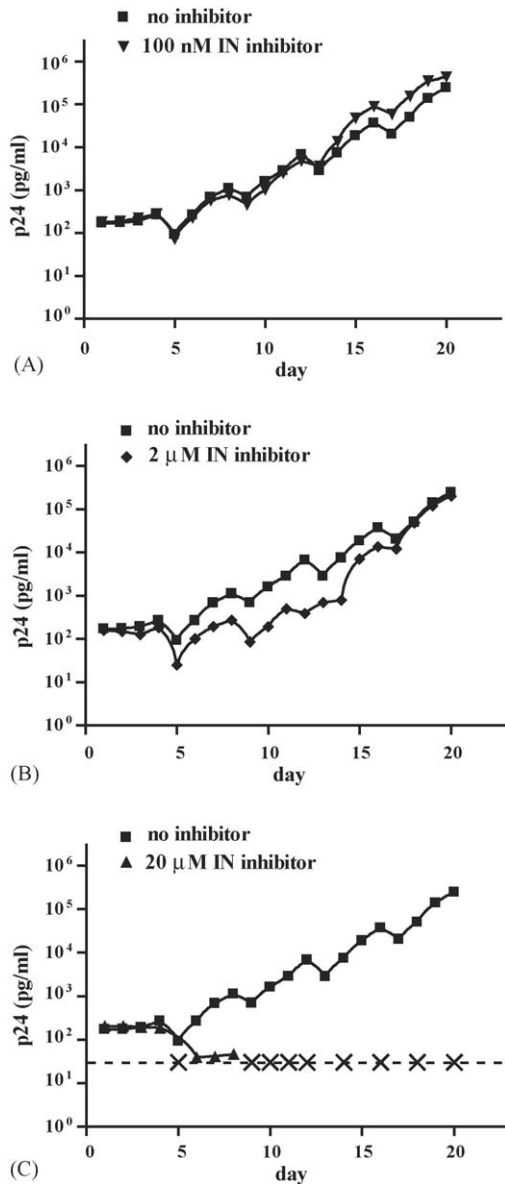 no inhibitor
100 nM IN inhibitor
p24 (pg/ml)
10⁶
10⁵
10⁴
10³
10²
10¹
10⁰
0 5 10 15 20
day
(A)
no inhibitor
2 μM IN inhibitor
p24 (pg/ml)
10⁶
10⁵
10⁴
10³
10²
10¹
10⁰
0 5 10 15 20
day
(B)
no inhibitor
20 μM IN inhibitor
p24 (pg/ml)
10⁶
10⁵
10⁴
10³
10²
10¹
10⁰
0 5 10 15 20
day
(C)